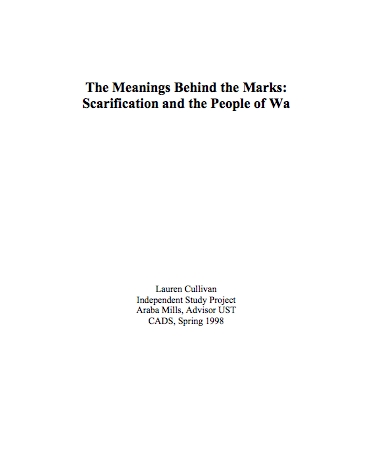 The Meanings Behind the Marks:
Scarification and the People of Wa
Lauren Cullivan
Independent Study Project
Araba Mills, Advisor UST
CADS, Spring 1998